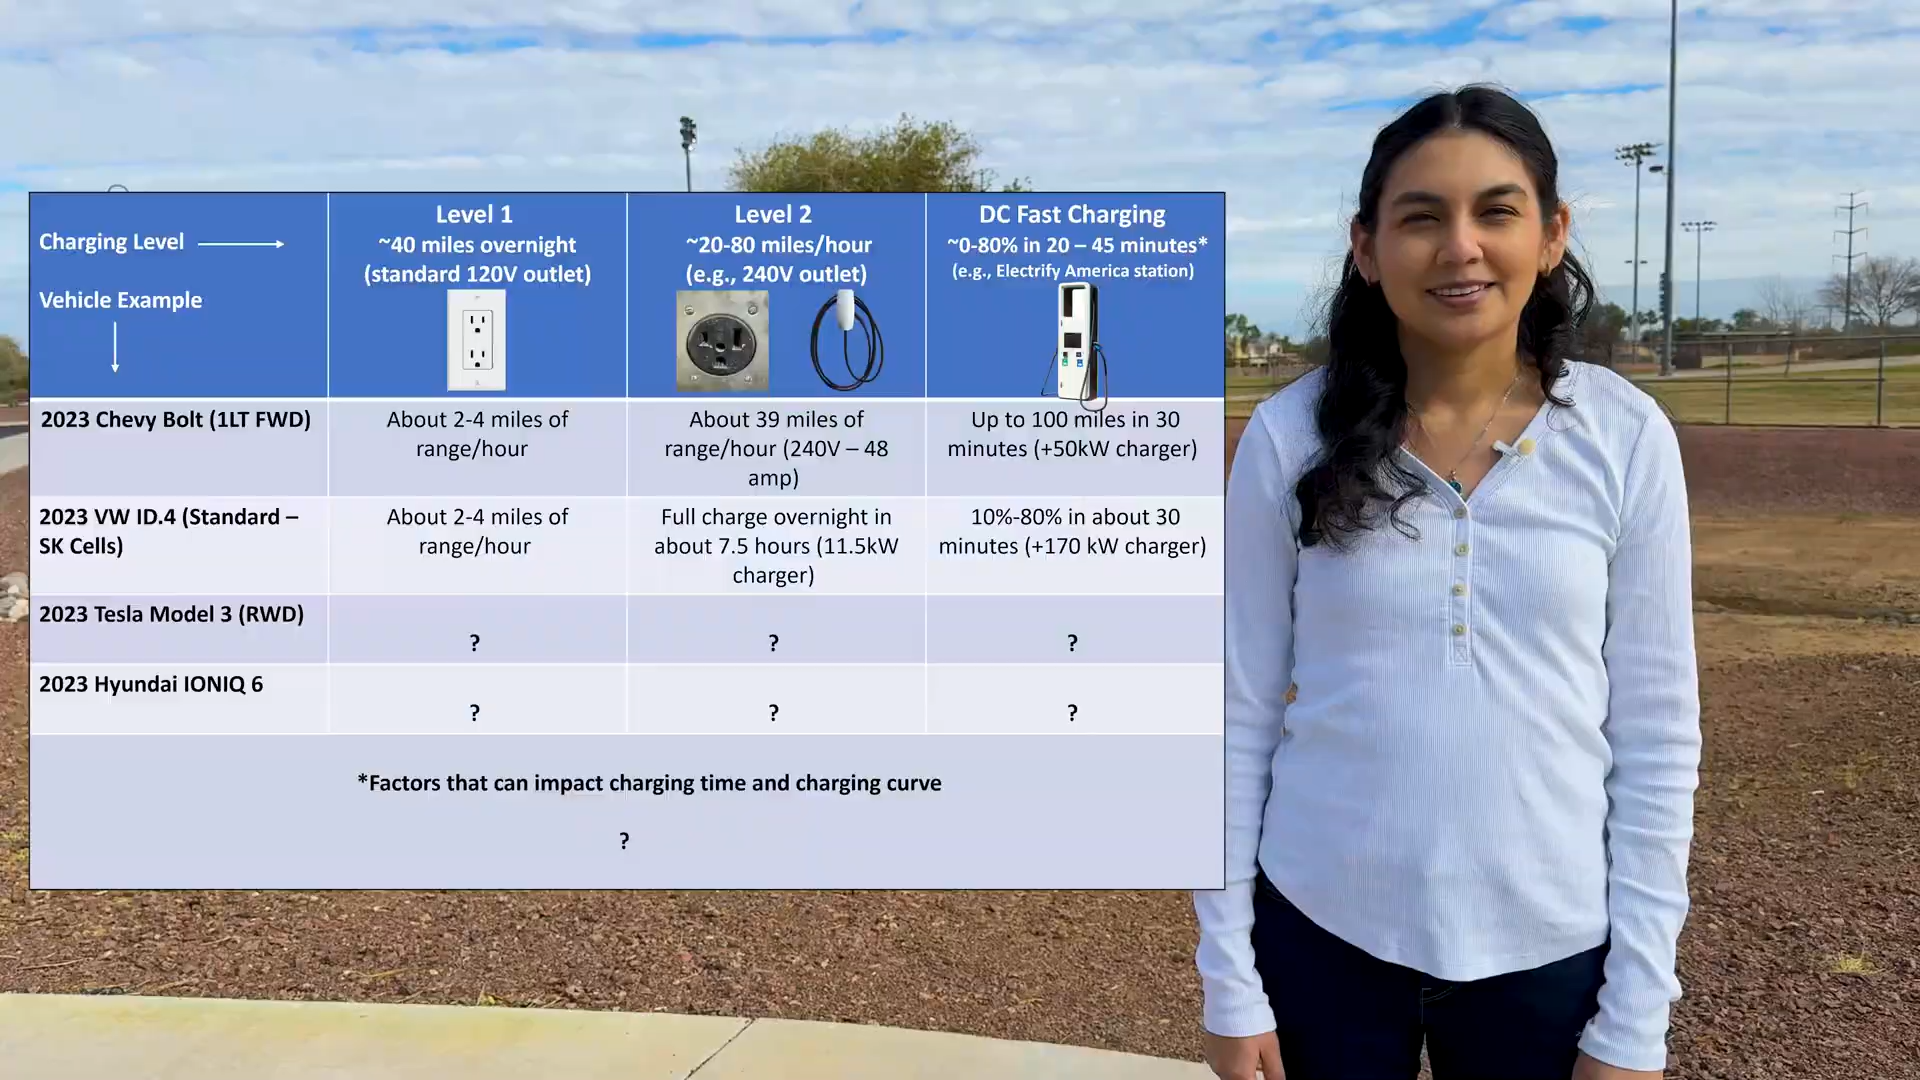 Charging Level
Vehicle Example
Level 1
~40 miles overnight
(standard 120V outlet)
Level 2
~20-80 miles/hour
(e.g., 240V outlet)
DC Fast Charging
~0-80% in 20 – 45 minutes*
(e.g., Electrify America station)
2023 Chevy Bolt (1LT FWD)
About 2-4 miles of
range/hour
About 39 miles of
range/hour (240V – 48
amp)
Up to 100 miles in 30
minutes (+50kW charger)
2023 VW ID.4 (Standard –
SK Cells)
About 2-4 miles of
range/hour
Full charge overnight in
about 7.5 hours (11.5kW
charger)
10%-80% in about 30
minutes (+170 kW charger)
2023 Tesla Model 3 (RWD)
?
?
?
2023 Hyundai IONIQ 6
?
?
?
*Factors that can impact charging time and charging curve
?